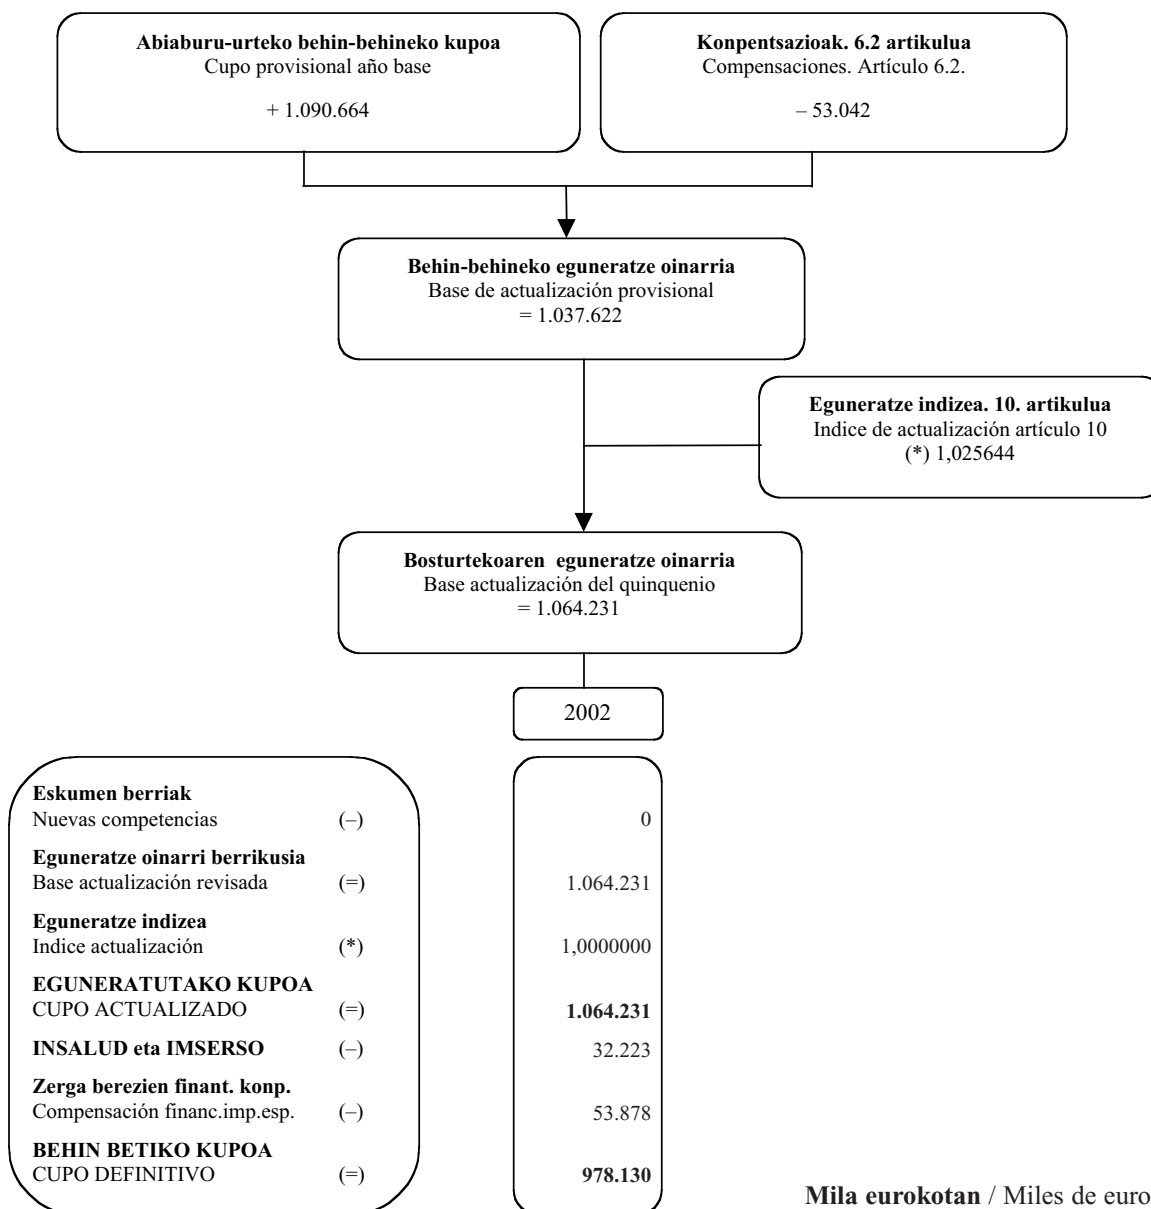 Abiaburu-urteko behin-behineko kupoa
Cupo provisional año base
+ 1.090.664
Konpentsazioak. 6.2 artikulua
Compensaciones. Artículo 6.2.
– 53.042
Behin-behineko eguneratze oinarria
Base de actualización provisional
= 1.037.622
Eguneratze indizea. 10. artikulua
Indice de actualización artículo 10
(*) 1,025644
Bosturtekoaren eguneratze oinarria
Base actualización del quinquenio
= 1.064.231
2002
Eskumen berriak
Nuevas competencias (–) 0
Eguneratze oinarri berrikusia
Base actualización revisada (=) 1.064.231
Eguneratze indizea
Indice actualización (*) 1,0000000
EGUNERATUTAKO KUPOA
CUPO ACTUALIZADO (=) 1.064.231
INSALUD eta IMSERSO (–) 32.223
Zerga berezien finant. konp.
Compensación financ.imp.esp. (–) 53.878
BEHIN BETIKO KUPOA
CUPO DEFINITIVO (=) 978.130
Mila eurokotan / Miles de euro